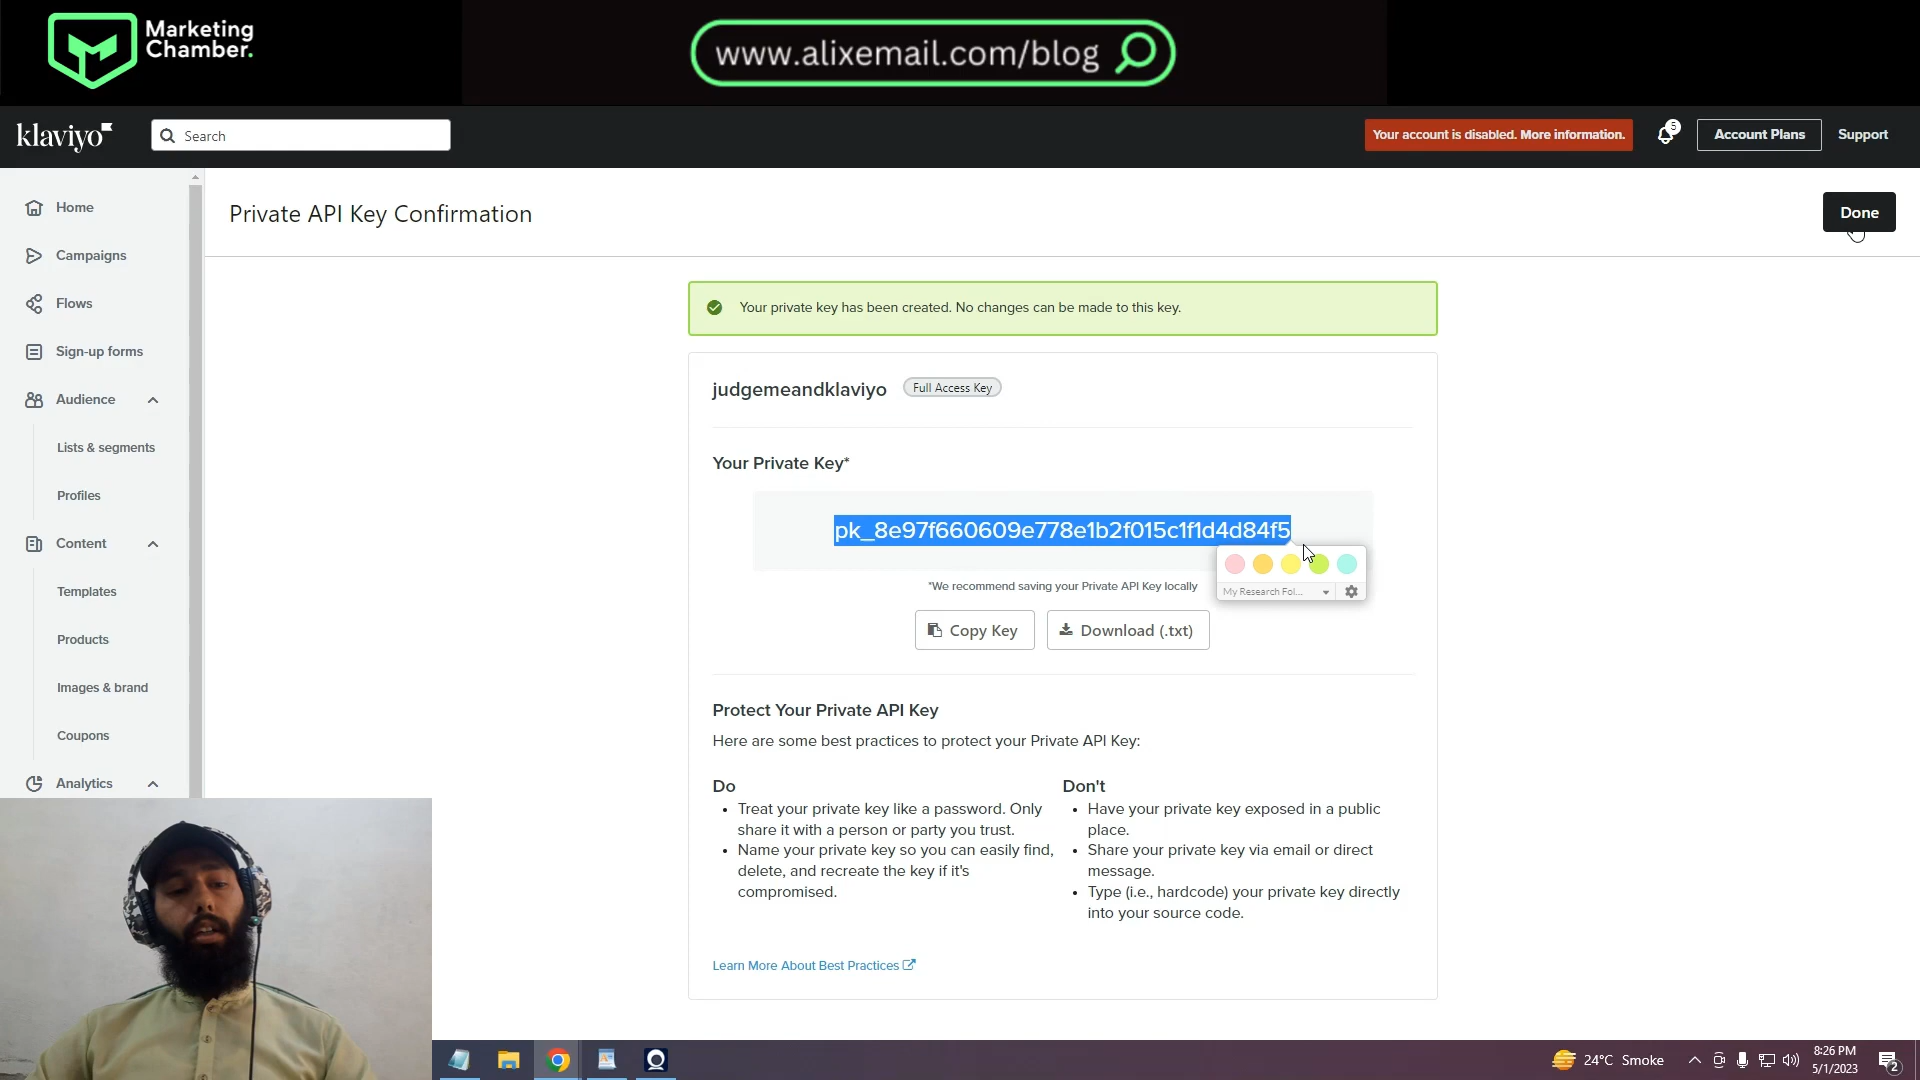 Marketing
Chamber.
www.alixemail.com/blog
klaviyo
Search
Your account is disabled. More information.
5
Account Plans
Support
Home
Campaigns
Flows
Sign-up forms
Audience
Lists & segments
Profiles
Content
Templates
Products
Images & brand
Coupons
Analytics
Private API Key Confirmation
Done
Your private key has been created. No changes can be made to this key.
judgemeandklaviyo
Full Access Key
Your Private Key*
pk_8e97f660609e778e1b2f015c1f1d4d84f5
*We recommend saving your Private API Key locally
My Research Fol...
Copy Key
Download (.txt)
Protect Your Private API Key
Here are some best practices to protect your Private API Key:
Do
• Treat your private key like a password. Only
share it with a person or party you trust.
• Name your private key so you can easily find,
delete, and recreate the key if it's
compromised.
Don't
• Have your private key exposed in a public
place.
• Share your private key via email or direct
message.
• Type (i.e., hardcode) your private key directly
into your source code.
Learn More About Best Practices
24°C Smoke
8:26 PM
5/1/2023
2